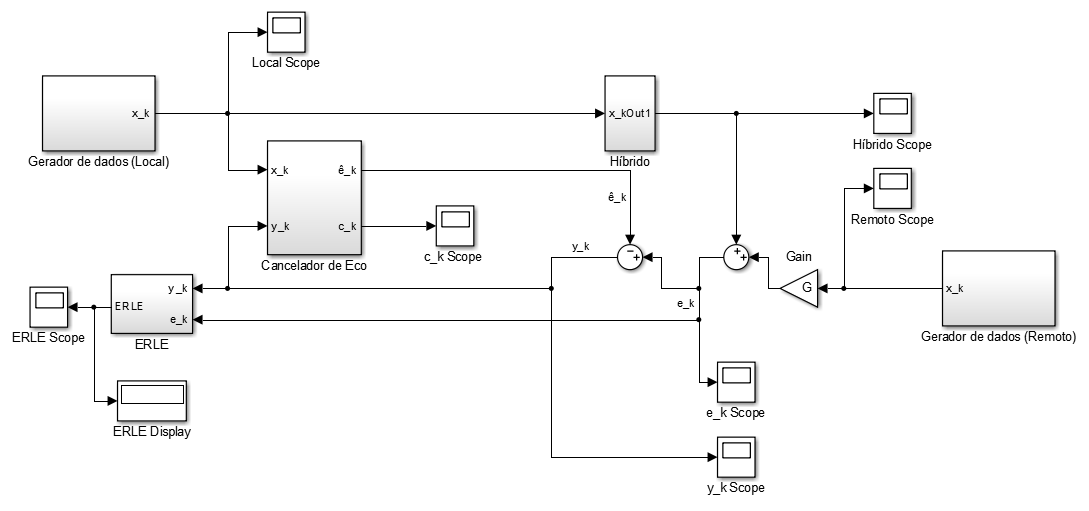 Local Scope
x_k
Gerador de dados (Local)
x_kOut1
Híbrido
Híbrido Scope
x_k
ê_k
y_k
c_k
Cancelador de Eco
c_k Scope
ê_k
Remoto Scope
y_k
-
+
+
+
Gain
G
x_k
Gerador de dados (Remoto)
y_k
ERLE
e_k
ERLE
ERLE Scope
e_k
ERLE Display
e_k Scope
y_k Scope